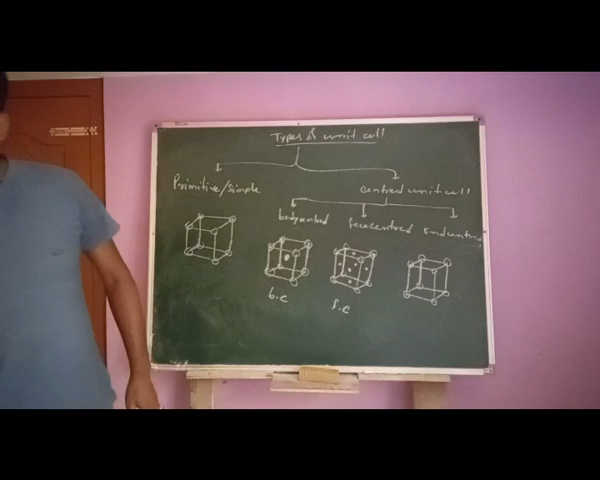 Types of unit cell
Primitive/simple
centred unit cell
bodycentred
facecentred
Endcentred
b.c
f.c